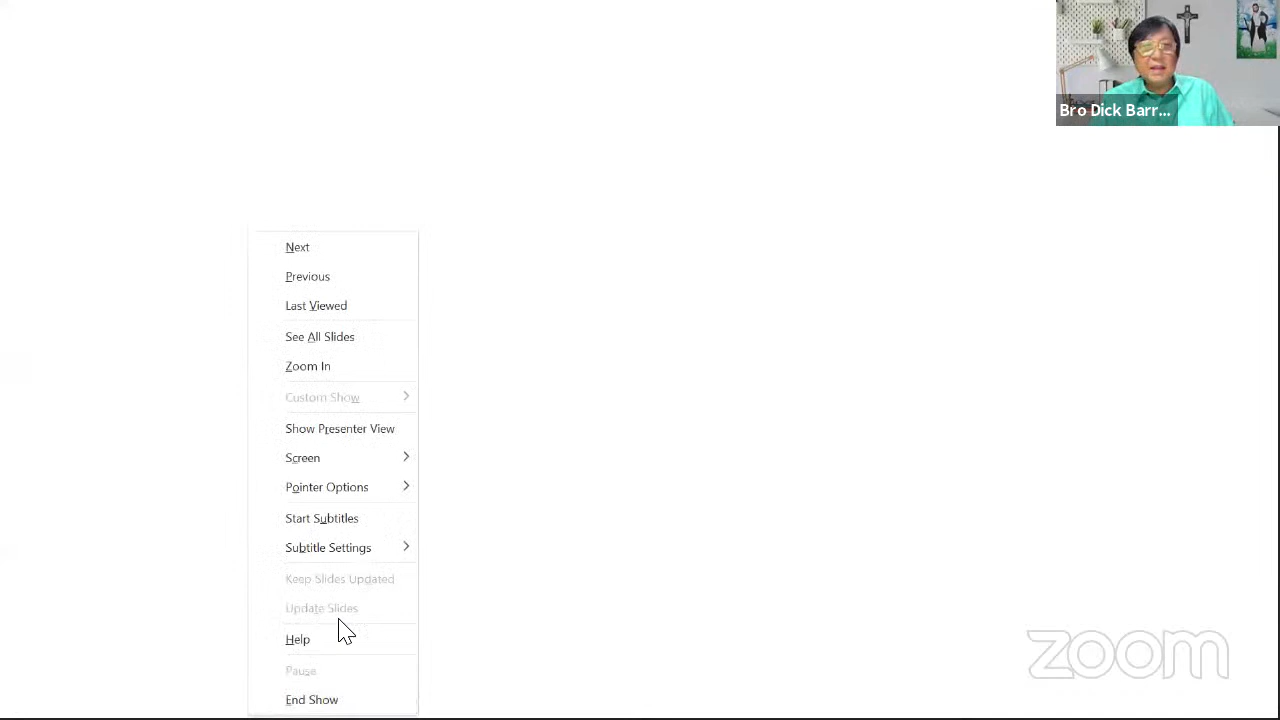 Bro Dick Barr...
Next
Previous
Last Viewed
See All Slides
Zoom In
Custom Show
Show Presenter View
Screen
Pointer Options
Start Subtitles
Subtitle Settings
Keep Slides Updated
Update Slides
Help
Pause
End Show
zoom